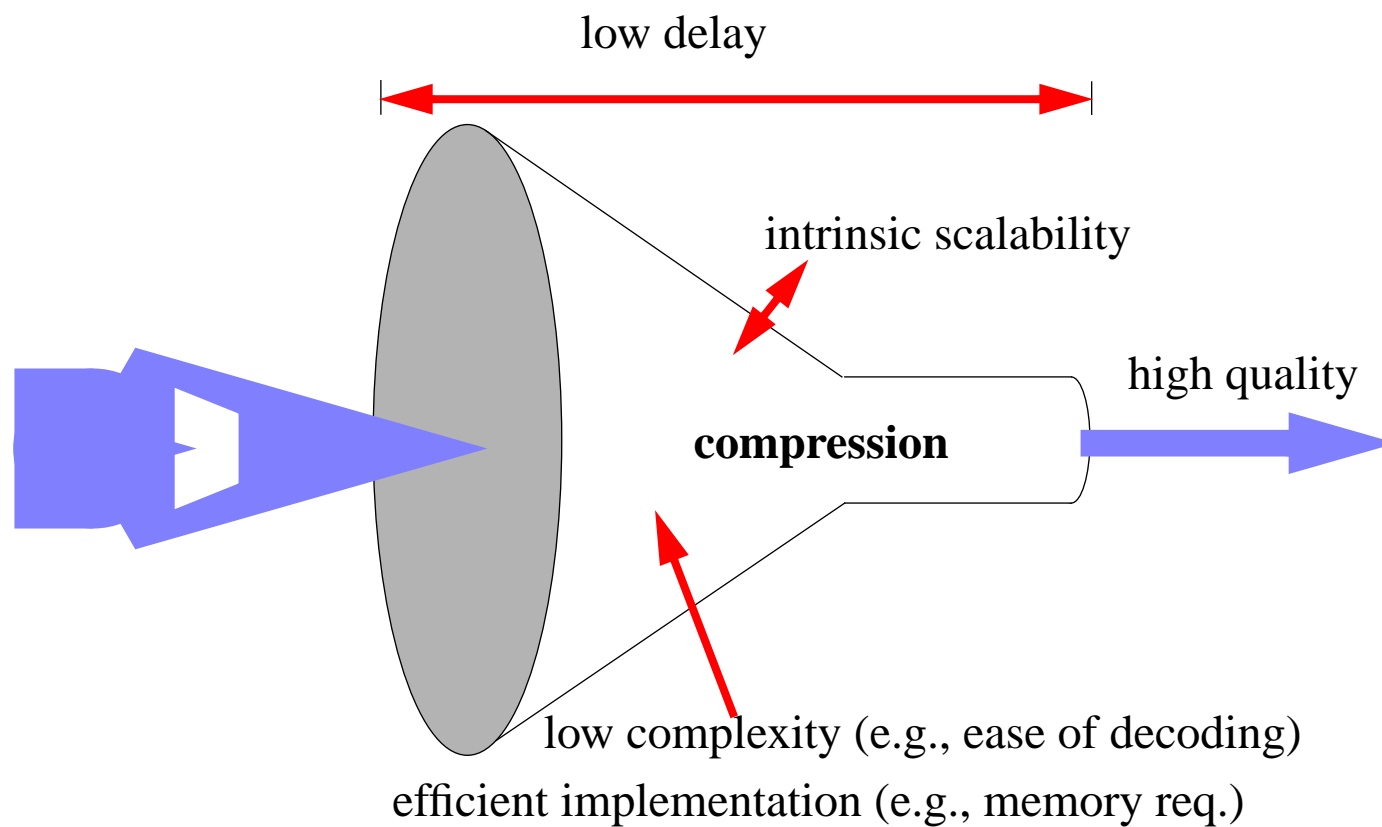 low delay
intrinsic scalability
high quality
compression
low complexity (e.g., ease of decoding)
efficient implementation (e.g., memory req.)